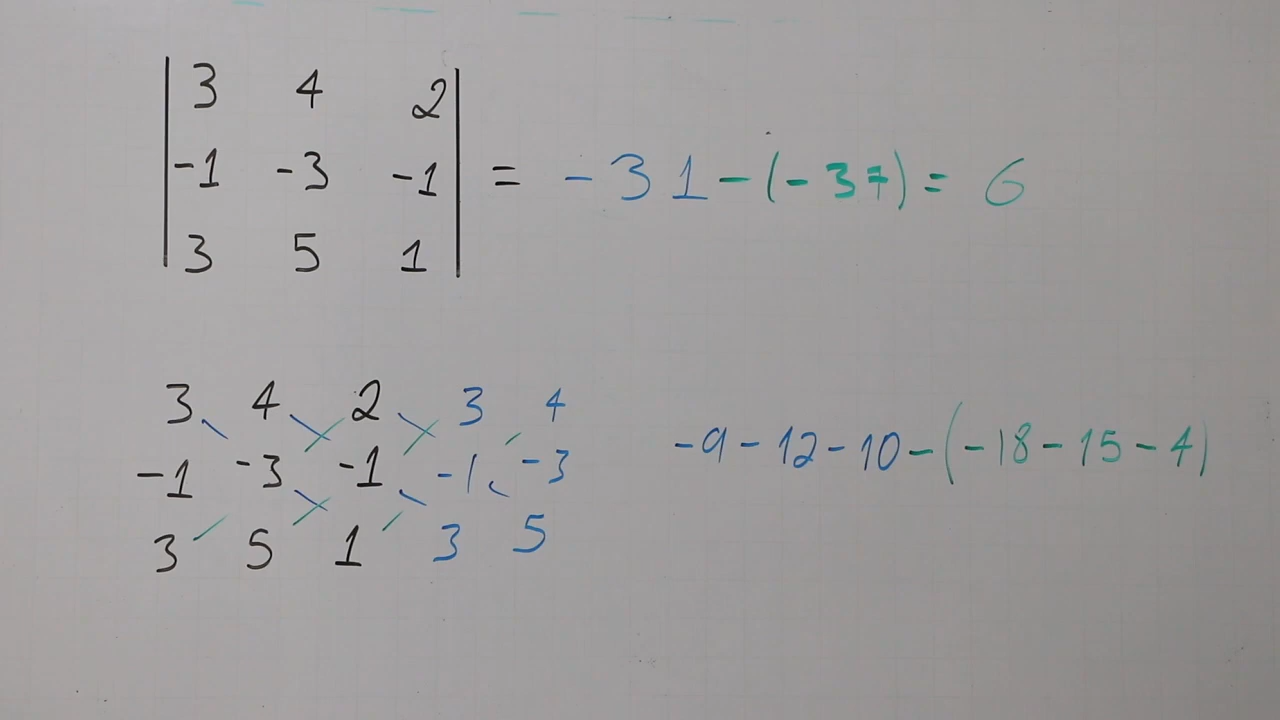 3 4 2
-1 -3 -1 = -31-(-37)= 6
3 5 1
3 4 2 3 4
-1 -3 -1 -1 -3 -9-12-10-(-18-15-4)
3 5 1 3 5